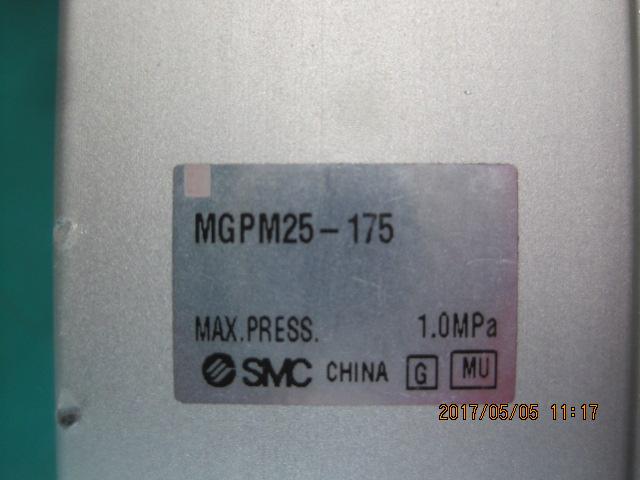 MGPM25-175
MAX.PRESS. 1.0MPa
SMC CHINA G MU
2017/05/05 11:17